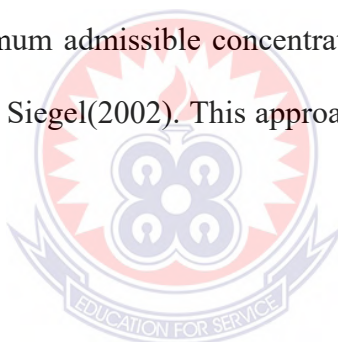 mum admissible concentrat
Siegel(2002). This approa
EDUCATION FOR SERVICE